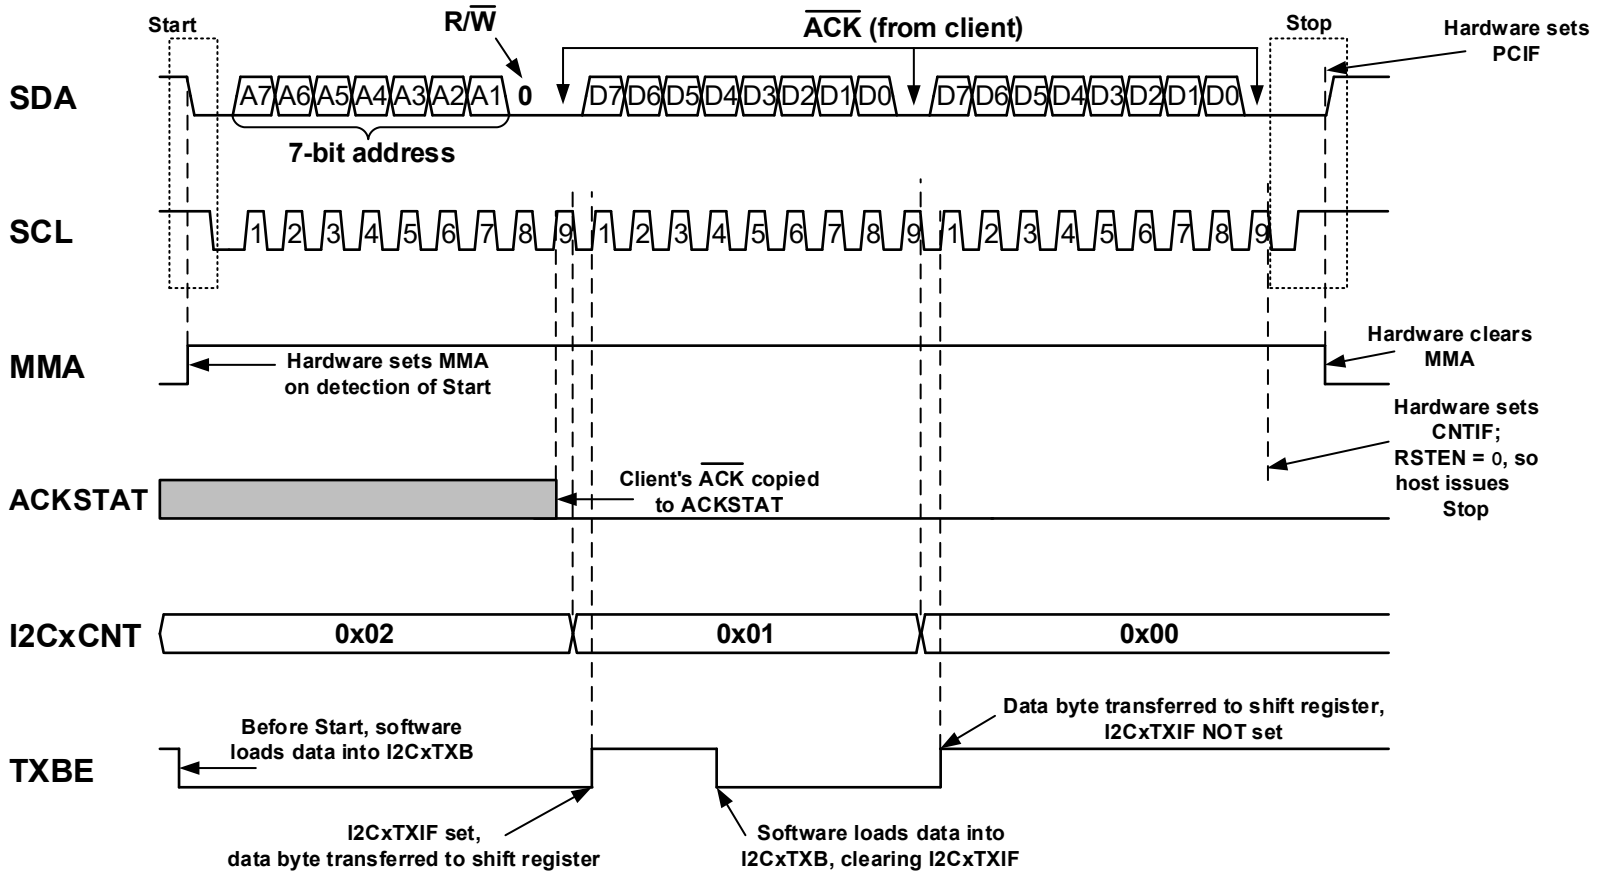 Start
R/W
ACK (from client)
Stop
Hardware sets
PCIF
SDA
A7 A6 A5 A4 A3 A2 A1 0 D7 D6 D5 D4 D3 D2 D1 D0 D7 D6 D5 D4 D3 D2 D1 D0
7-bit address
SCL
1 2 3 4 5 6 7 8 9 1 2 3 4 5 6 7 8 9 1 2 3 4 5 6 7 8 9
MMA
Hardware sets MMA
on detection of Start
Hardware clears
MMA
Hardware sets
CNTIF;
RSTEN = 0, so
host issues
Stop
ACKSTAT
Client's ACK copied
to ACKSTAT
I2CxCNT
0x02
0x01
0x00
TXBE
Before Start, software
loads data into I2CxTXB
Data byte transferred to shift register,
I2CxTXIF NOT set
I2CxTXIF set,
data byte transferred to shift register
Software loads data into
I2CxTXB, clearing I2CxTXIF